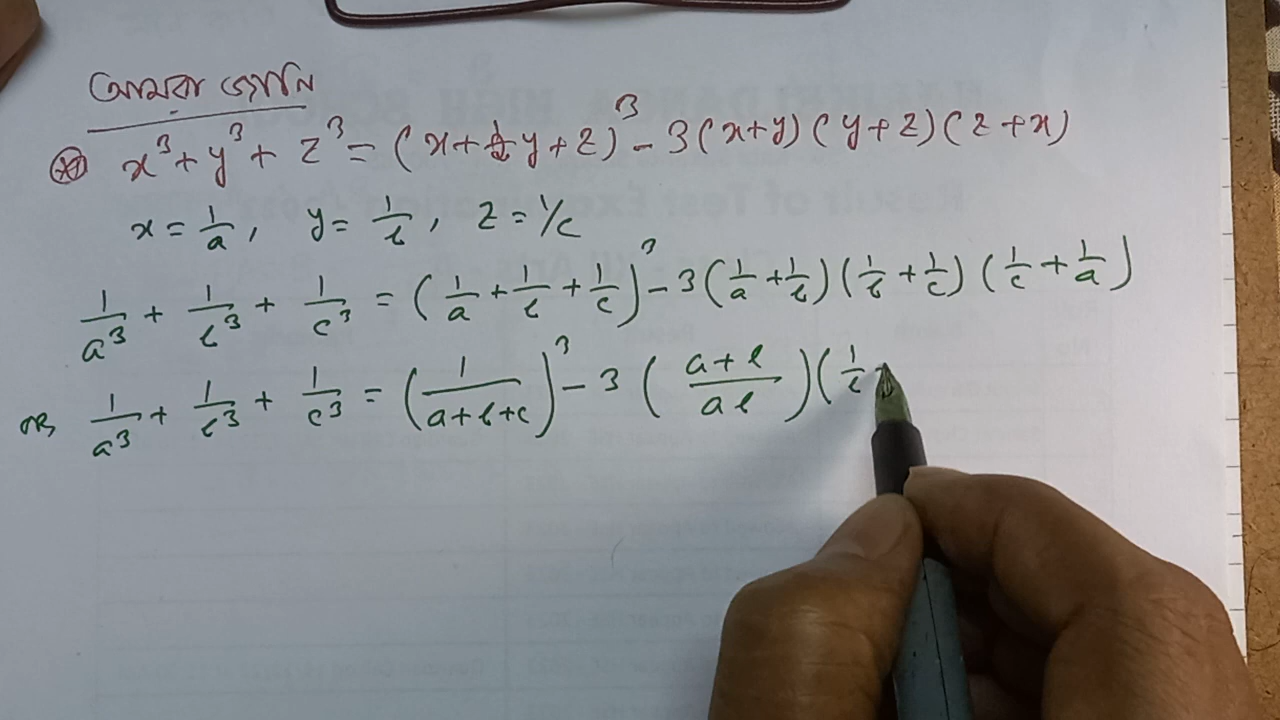 আমরা জানি
⊛ x³ + y³ + z³ = (x + y + z)³ - 3(x+y)(y+z)(z+x)
x = 1/a, y = 1/b, z = 1/c
1/a³ + 1/b³ + 1/c³ = (1/a + 1/b + 1/c)³ - 3(1/a + 1/b)(1/b + 1/c)(1/c + 1/a)
or, 1/a³ + 1/b³ + 1/c³ = (1/(a+b+c))³ - 3((a+b)/ab)(1/b +